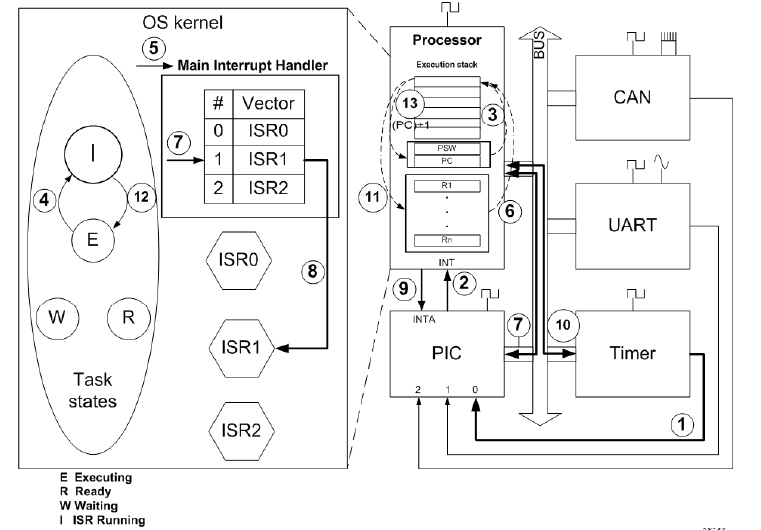 OS kernel
5
Main Interrupt Handler
# Vector
0 ISR0
1 ISR1
2 ISR2
7
I
4
12
E
W
R
Task
states
ISR0
8
ISR1
ISR2
Processor
Execution stack
13
3
(PC)+1
PSW
PC
11
R1
6
Rn
INT
9
2
INTA
PIC
7
2 1 0
BUS
CAN
UART
10
Timer
1
E Executing
R Ready
W Waiting
I ISR Running